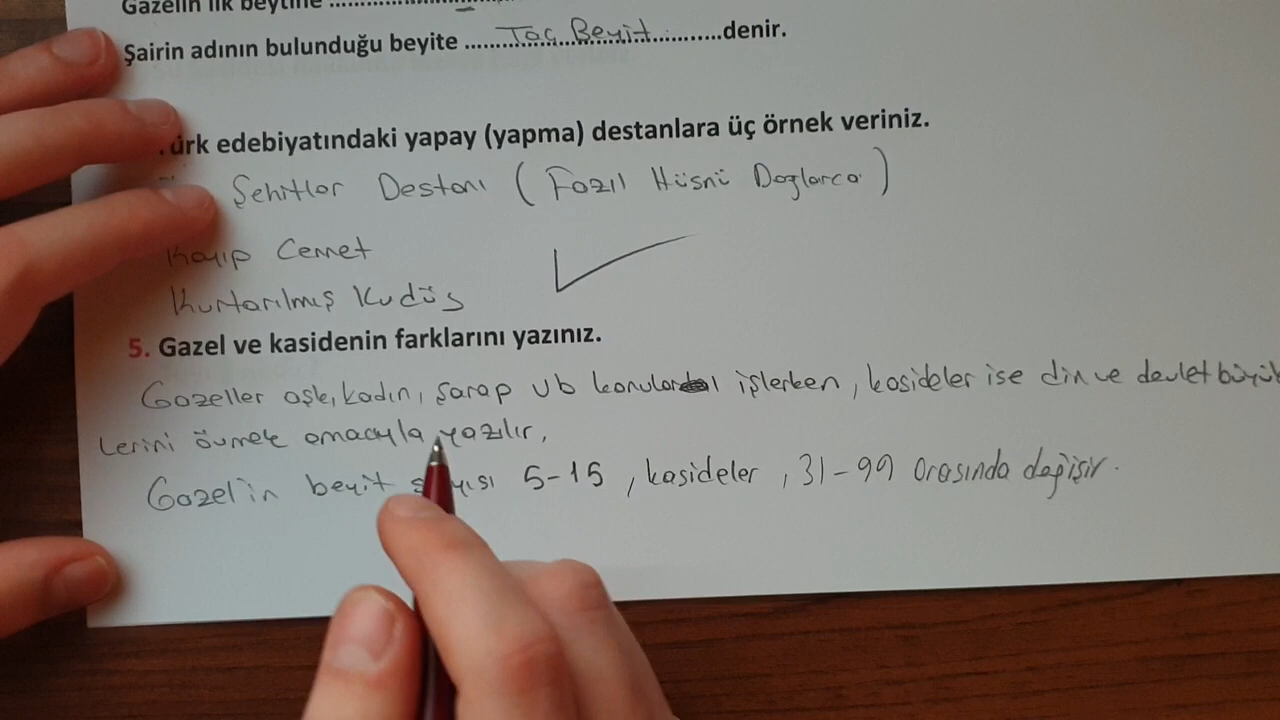 Gazelin ilk beytine ..............................
Şairin adının bulunduğu beyite ........Taç Beyit..........denir.
ürk edebiyatındaki yapay (yapma) destanlara üç örnek veriniz.
Şehitler Destanı ( Fazıl Hüsnü Dağlarca )
Kayıp Cennet
Kurtarılmış Kudüs
5. Gazel ve kasidenin farklarını yazınız.
Gazeller aşk, kadın, şarap vb konuları işlerken, kasideler ise din ve devlet büyük
lerini övmek amacıyla yazılır,
Gazel'in beyit sayısı 5-15, kasideler, 31-99 arasında değişir.